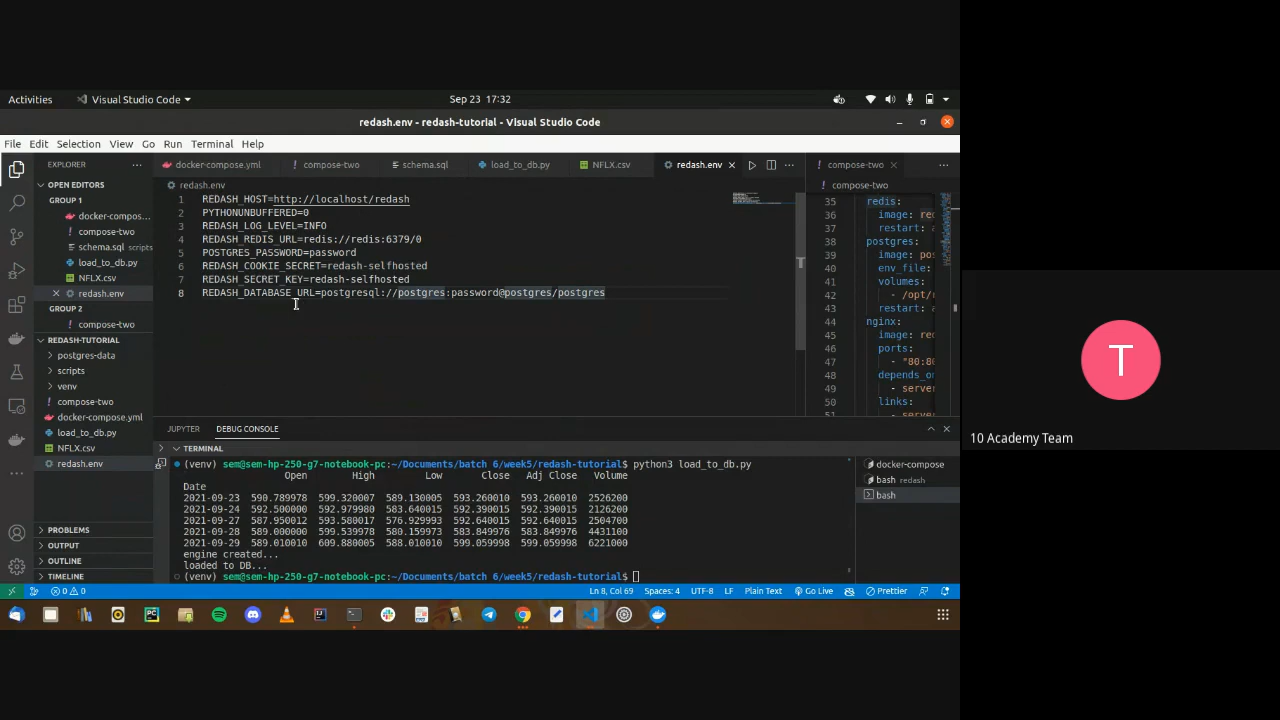 Activities
Visual Studio Code
Sep 23 17:32
redash.env - redash-tutorial - Visual Studio Code
File Edit Selection View Go Run Terminal Help
EXPLORER
docker-compose.yml
compose-two
schema.sql
load_to_db.py
NFLX.csv
redash.env
compose-two
OPEN EDITORS
GROUP 1
docker-compos...
compose-two
schema.sql scripts
load_to_db.py
NFLX.csv
redash.env
GROUP 2
compose-two
REDASH-TUTORIAL
postgres-data
scripts
venv
compose-two
docker-compose.yml
load_to_db.py
NFLX.csv
redash.env
PROBLEMS
OUTPUT
OUTLINE
TIMELINE
redash.env
1 REDASH_HOST=http://localhost/redash
2 PYTHONUNBUFFERED=0
3 REDASH_LOG_LEVEL=INFO
4 REDASH_REDIS_URL=redis://redis:6379/0
5 POSTGRES_PASSWORD=password
6 REDASH_COOKIE_SECRET=redash-selfhosted
7 REDASH_SECRET_KEY=redash-selfhosted
8 REDASH_DATABASE_URL=postgresql://postgres:password@postgres/postgres
compose-two
35 redis:
36 image: red
37 restart: a
38 postgres:
39 image: pos
40 env_file:
41 volumes:
42 - /opt/r
43 restart: a
44 nginx:
45 image: red
46 ports:
47 - "80:80
48 depends_on
49 - server
50 links:
51 - serve
JUPYTER
DEBUG CONSOLE
TERMINAL
(venv) sem@sem-hp-250-g7-notebook-pc:~/Documents/batch 6/week5/redash-tutorial$ python3 load_to_db.py
Open High Low Close Adj Close Volume
Date
2021-09-23 590.789978 599.320007 589.130005 593.260010 593.260010 2526200
2021-09-24 592.500000 592.979980 583.640015 592.390015 592.390015 2126200
2021-09-27 587.950012 593.580017 576.929993 592.640015 592.640015 2504700
2021-09-28 589.000000 599.539978 580.159973 583.849976 583.849976 4431100
2021-09-29 589.010010 609.880005 588.010010 599.059998 599.059998 6221000
engine created...
loaded to DB...
(venv) sem@sem-hp-250-g7-notebook-pc:~/Documents/batch 6/week5/redash-tutorial$
docker-compose
bash redash
bash
0 0
Ln 8, Col 69
Spaces: 4
UTF-8
LF
Plain Text
Go Live
Prettier
T
10 Academy Team